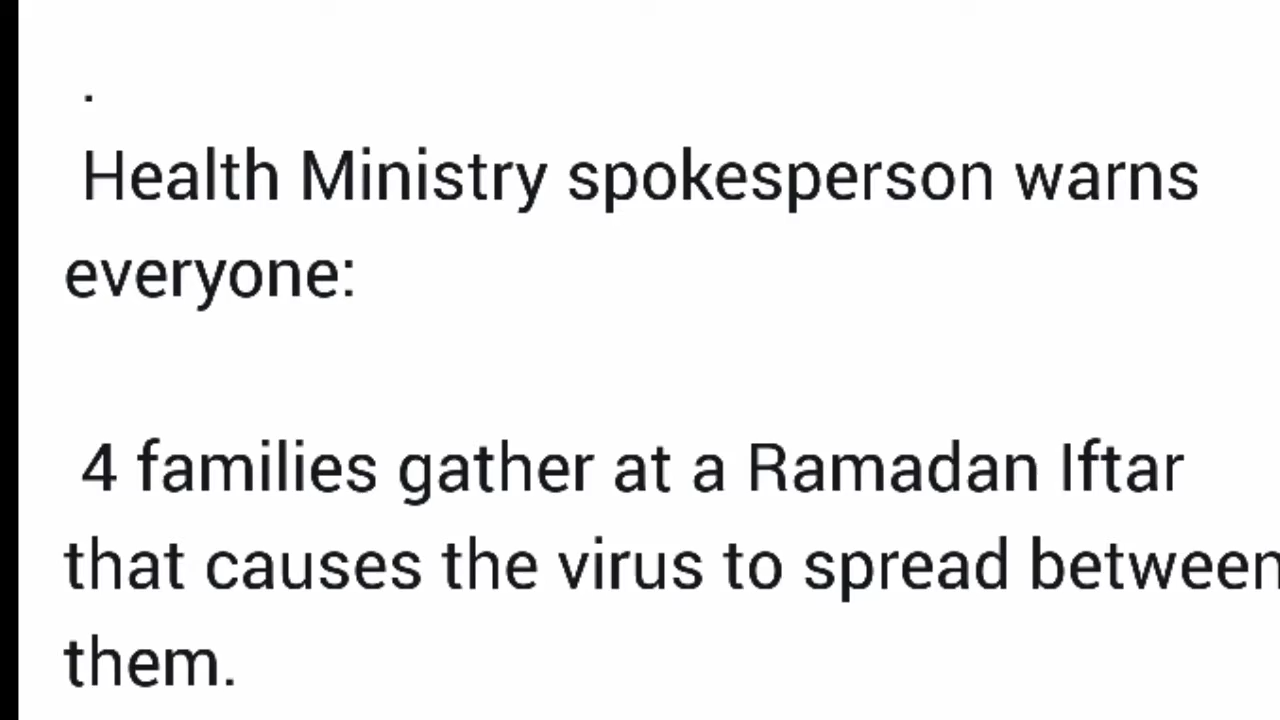 .
Health Ministry spokesperson warns
everyone:
4 families gather at a Ramadan Iftar
that causes the virus to spread between
them.